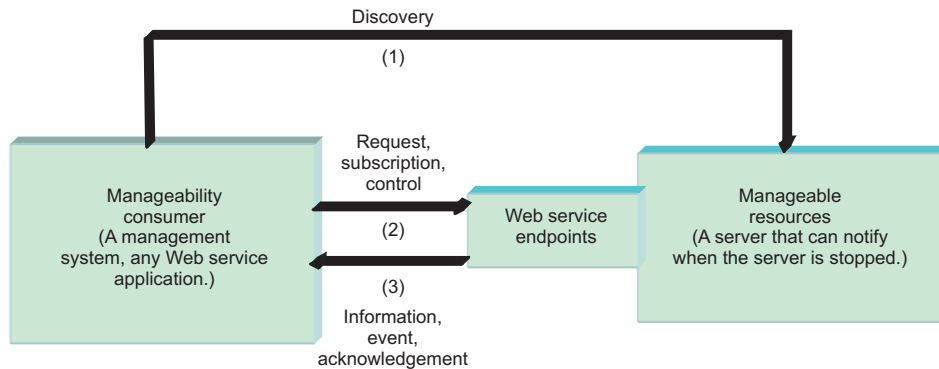 Discovery
(1)
Request,
subscription,
control
(2)
(3)
Information,
event,
acknowledgement
Manageability
consumer
(A management
system, any Web service
application.)
Web service
endpoints
Manageable
resources
(A server that can notify
when the server is stopped.)